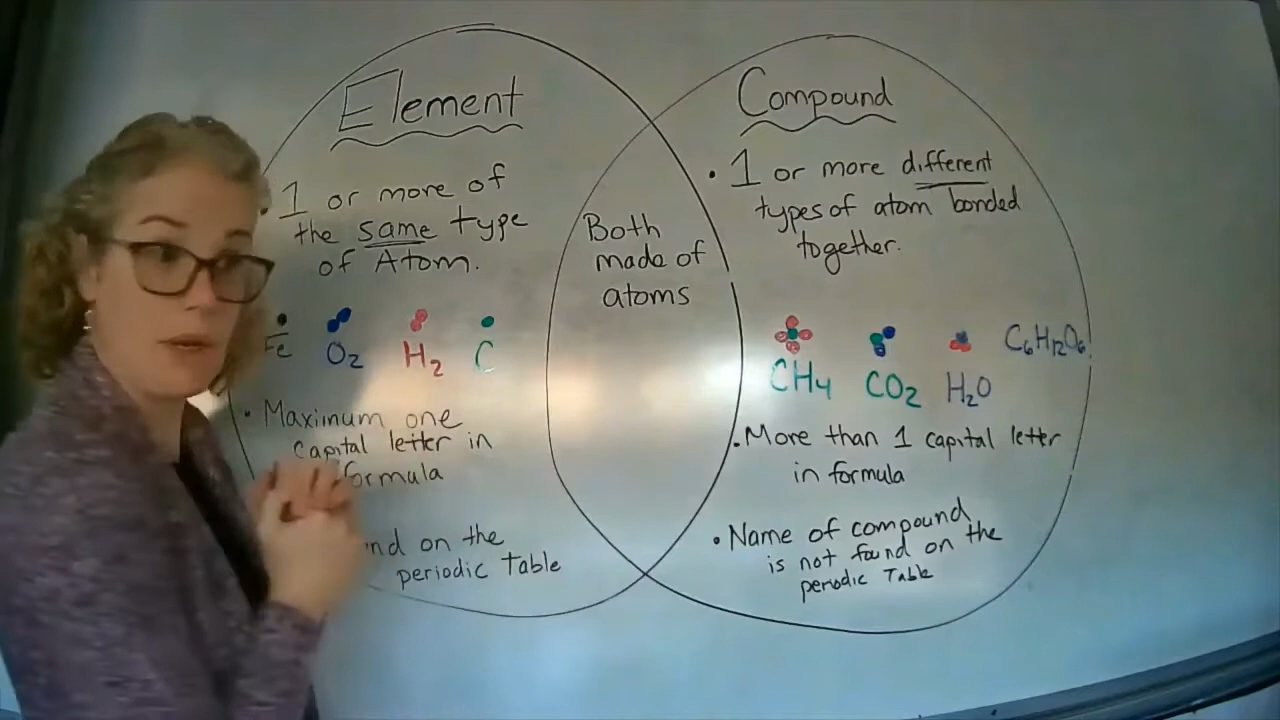 Element
• 1 or more of
the same type
of Atom.
Fe O2 H2 C
• Maximum one
capital letter in
formula
on the
periodic Table
Both
made of
atoms
Compound
• 1 or more different
types of atom bonded
together.
CH4 CO2 H2O C6H12O6
• More than 1 capital letter
in formula
• Name of compound
is not found on the
periodic Table